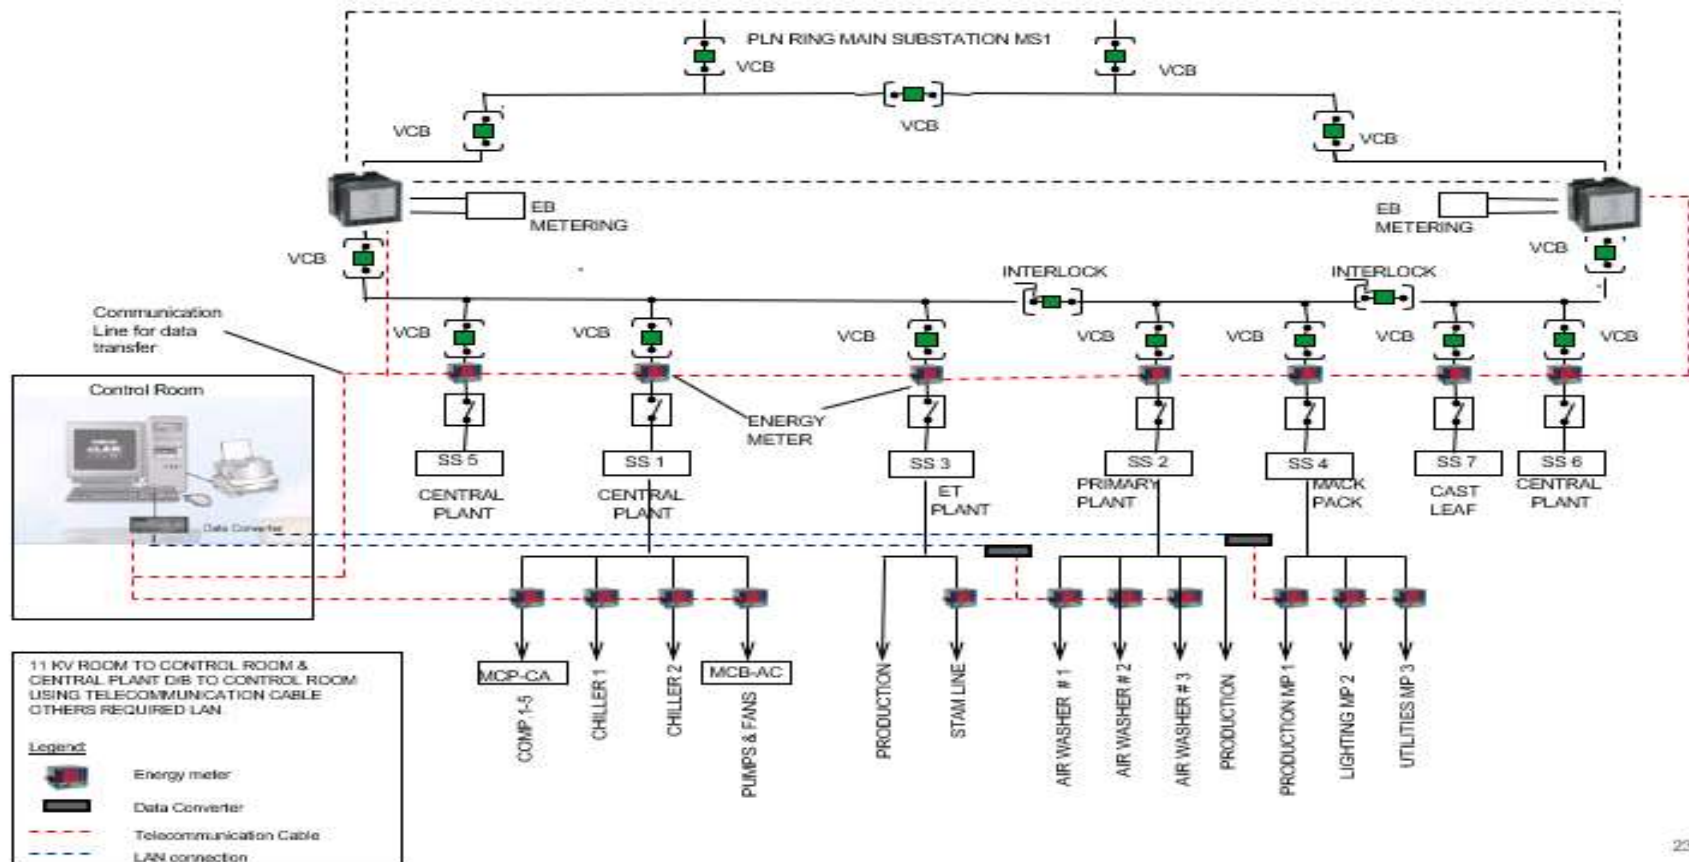 PLN RING MAIN SUBSTATION MS1
VCB
VCB
VCB
VCB
VCB
EB
METERING
EB
METERING
VCB
VCB
INTERLOCK
INTERLOCK
Communication
Line for data
transfer
VCB
VCB
VCB
VCB
VCB
VCB
VCB
Control Room
ENERGY
METER
SS 5
SS 1
SS 3
SS 2
SS 4
SS 7
SS 6
CENTRAL
PLANT
CENTRAL
PLANT
ET
PLANT
PRIMARY
PLANT
MACK
PACK
CAST
LEAF
CENTRAL
PLANT
Data Converter
MCP-CA
MCB-AC
COMP 1-5
CHILLER 1
CHILLER 2
PUMPS & FANS
PRODUCTION
STAM LINE
AIR WASHER # 1
AIR WASHER # 2
AIR WASHER # 3
PRODUCTION
PRODUCTION MP 1
LIGHTING MP 2
UTILITIES MP 3
11 KV ROOM TO CONTROL ROOM &
CENTRAL PLANT D/B TO CONTROL ROOM
USING TELECOMMUNICATION CABLE
OTHERS REQUIRED LAN
Legend:
Energy meter
Data Converter
Telecommunication Cable
LAN connection
23